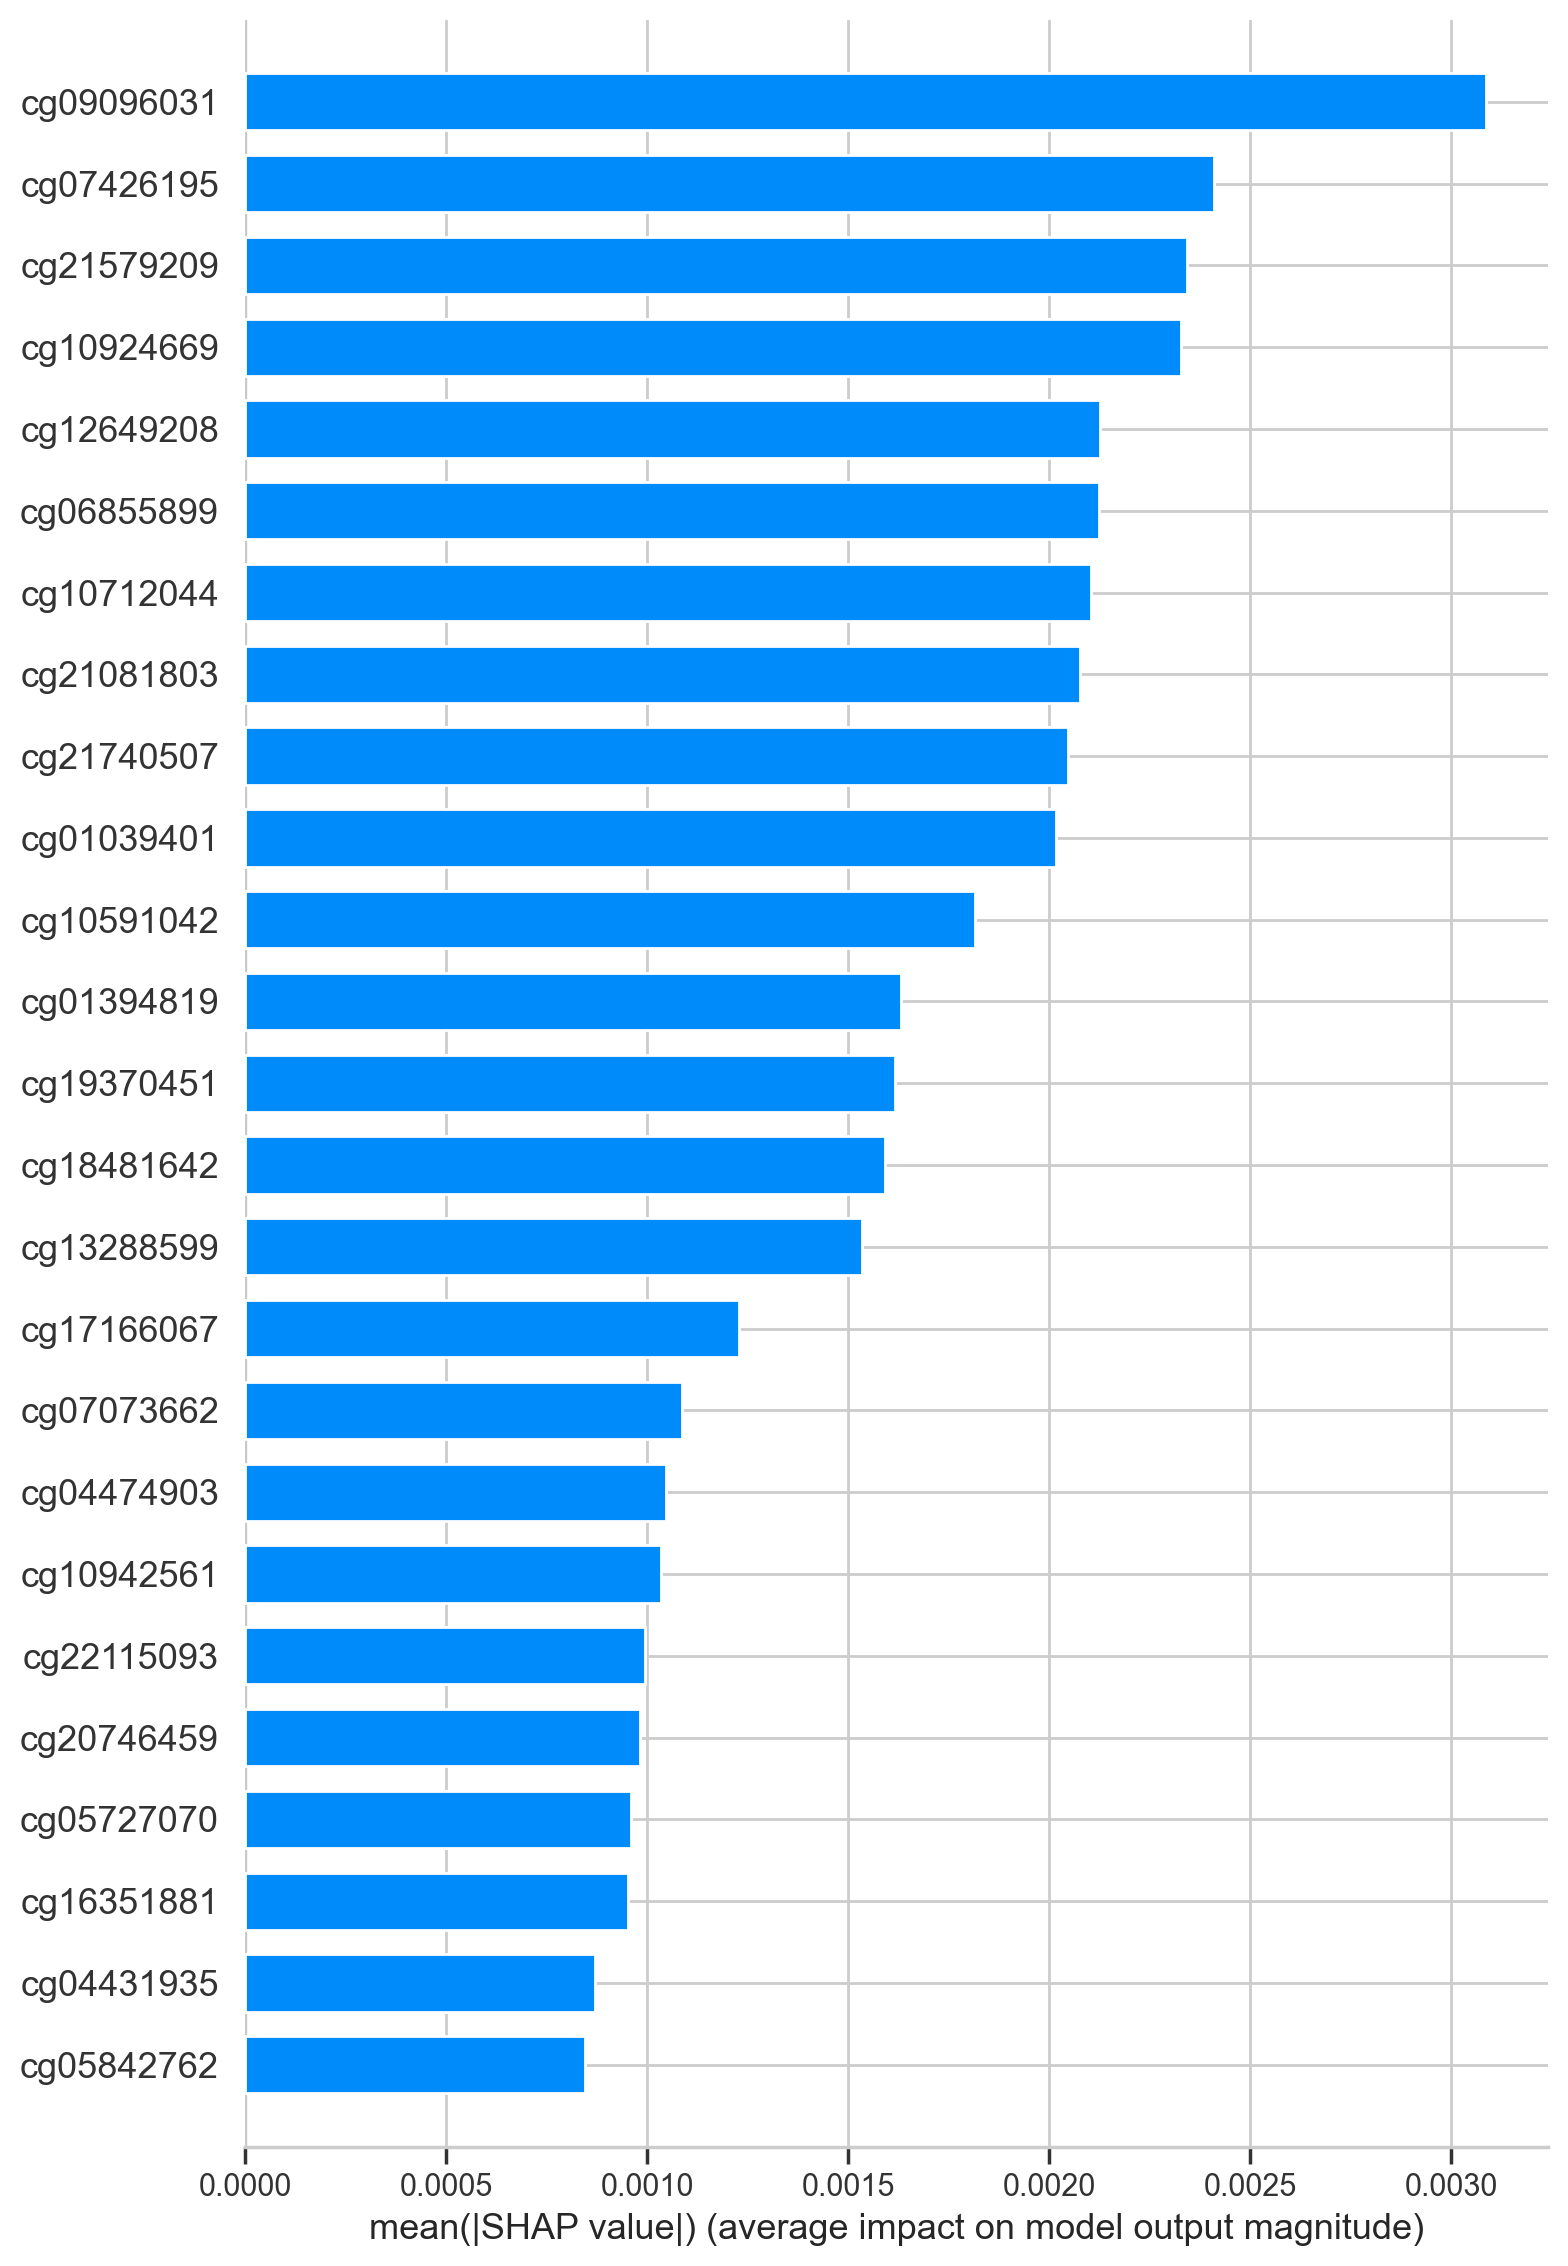 cg09096031
cg07426195
cg21579209
cg10924669
cg12649208
cg06855899
cg10712044
cg21081803
cg21740507
cg01039401
cg10591042
cg01394819
cg19370451
cg18481642
cg13288599
cg17166067
cg07073662
cg04474903
cg10942561
cg22115093
cg20746459
cg05727070
cg16351881
cg04431935
cg05842762
0.0000 0.0005 0.0010 0.0015 0.0020 0.0025 0.0030
mean(|SHAP value|) (average impact on model output magnitude)